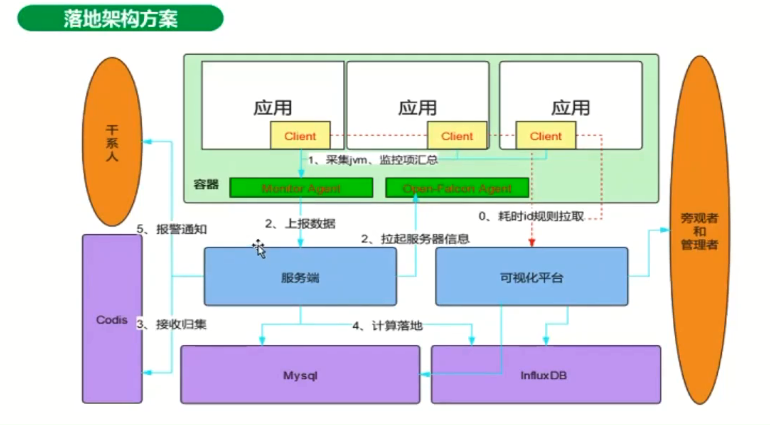 落地架构方案
应用
应用
应用
Client
Client
Client
1、采集jvm、监控项汇总
容器
Monitor Agent
Open-Falcon Agent
干
系
人
0、耗时id规则拉取
旁观者
和
管理者
5、报警通知
2、上报数据
2、拉起服务器信息
服务端
可视化平台
Codis
3、接收归集
4、计算落地
Mysql
InfluxDB